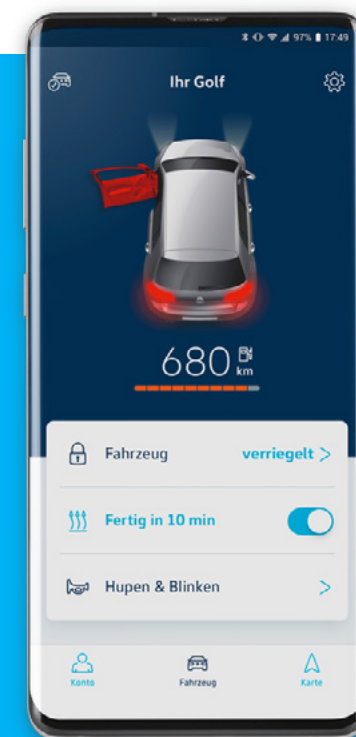 97% 17:49
Ihr Golf
680 km
Fahrzeug verriegelt >
Fertig in 10 min
Hupen & Blinken >
Konto Fahrzeug Karte